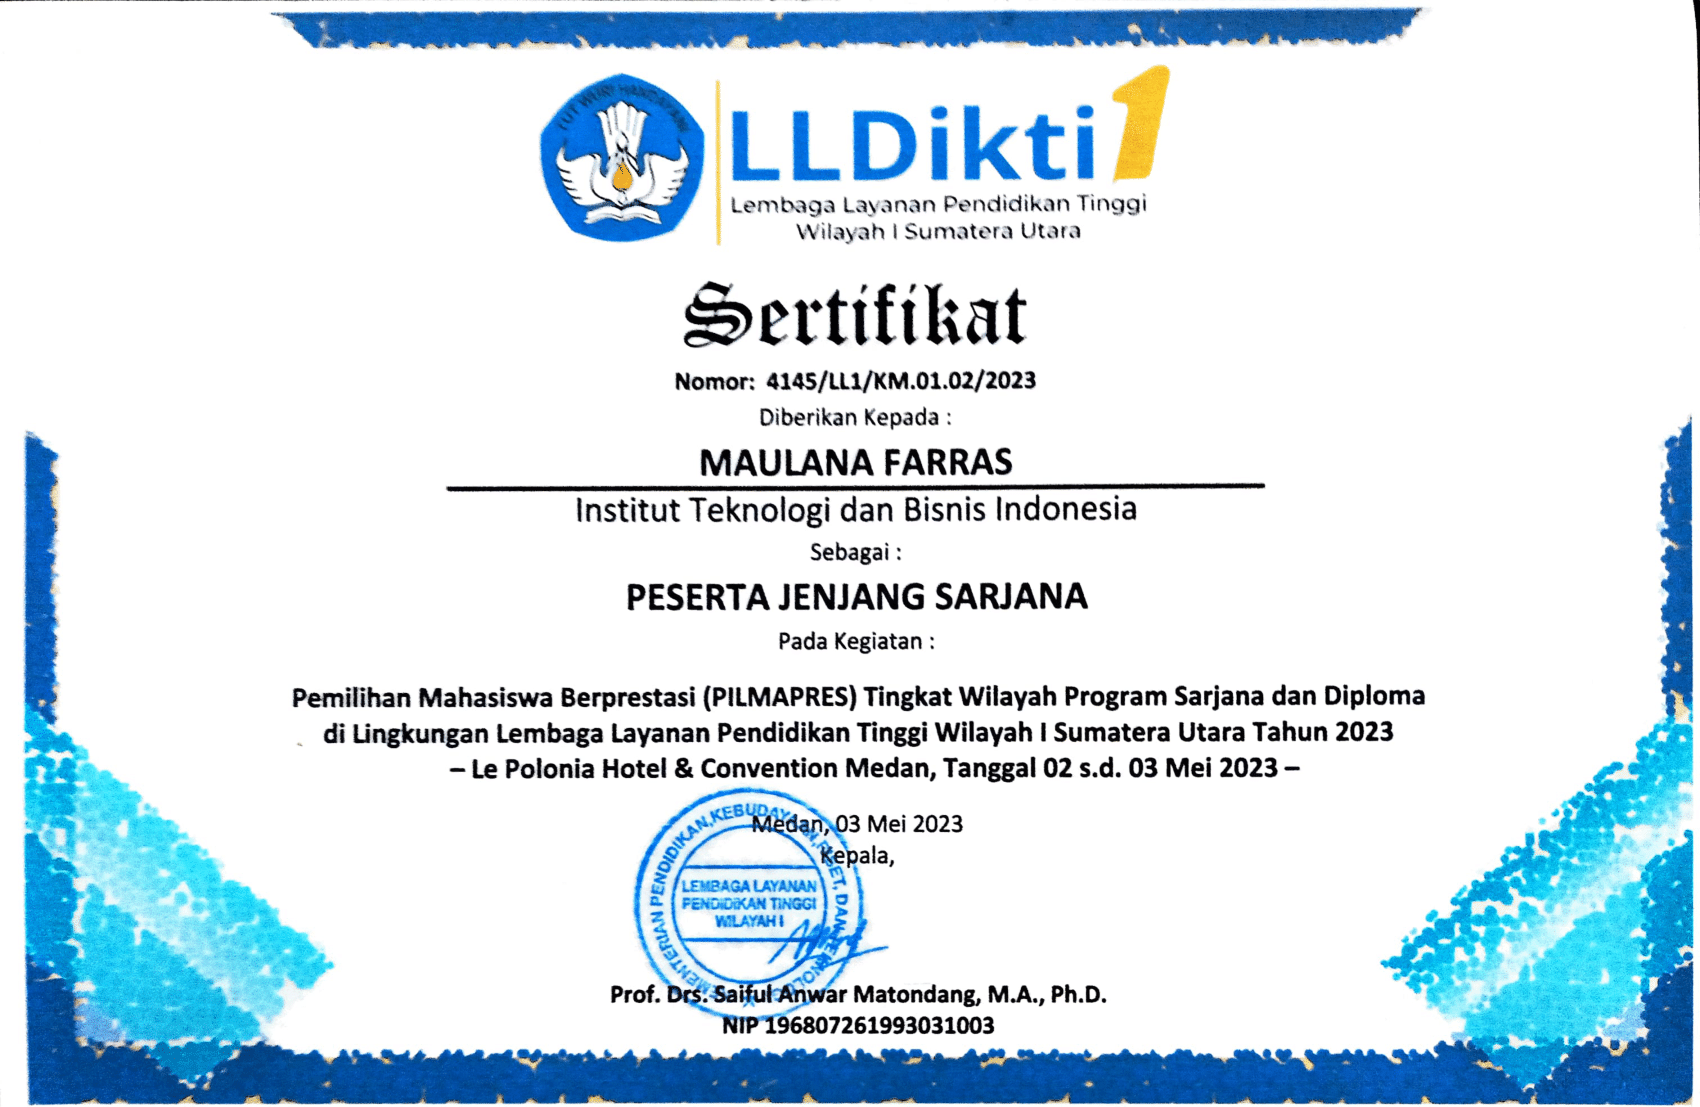 TUT WURI HANDAYANI
LLDikti 1
Lembaga Layanan Pendidikan Tinggi
Wilayah I Sumatera Utara
Sertifikat
Nomor: 4145/LL1/KM.01.02/2023
Diberikan Kepada :
MAULANA FARRAS
Institut Teknologi dan Bisnis Indonesia
Sebagai :
PESERTA JENJANG SARJANA
Pada Kegiatan :
Pemilihan Mahasiswa Berprestasi (PILMAPRES) Tingkat Wilayah Program Sarjana dan Diploma
di Lingkungan Lembaga Layanan Pendidikan Tinggi Wilayah I Sumatera Utara Tahun 2023
– Le Polonia Hotel & Convention Medan, Tanggal 02 s.d. 03 Mei 2023 –
Medan, 03 Mei 2023
Kepala,
KEMENTERIAN PENDIDIKAN, KEBUDAYAAN, RISET, DAN TEKNOLOGI
LEMBAGA LAYANAN
PENDIDIKAN TINGGI
WILAYAH I
Prof. Drs. Saiful Anwar Matondang, M.A., Ph.D.
NIP 196807261993031003